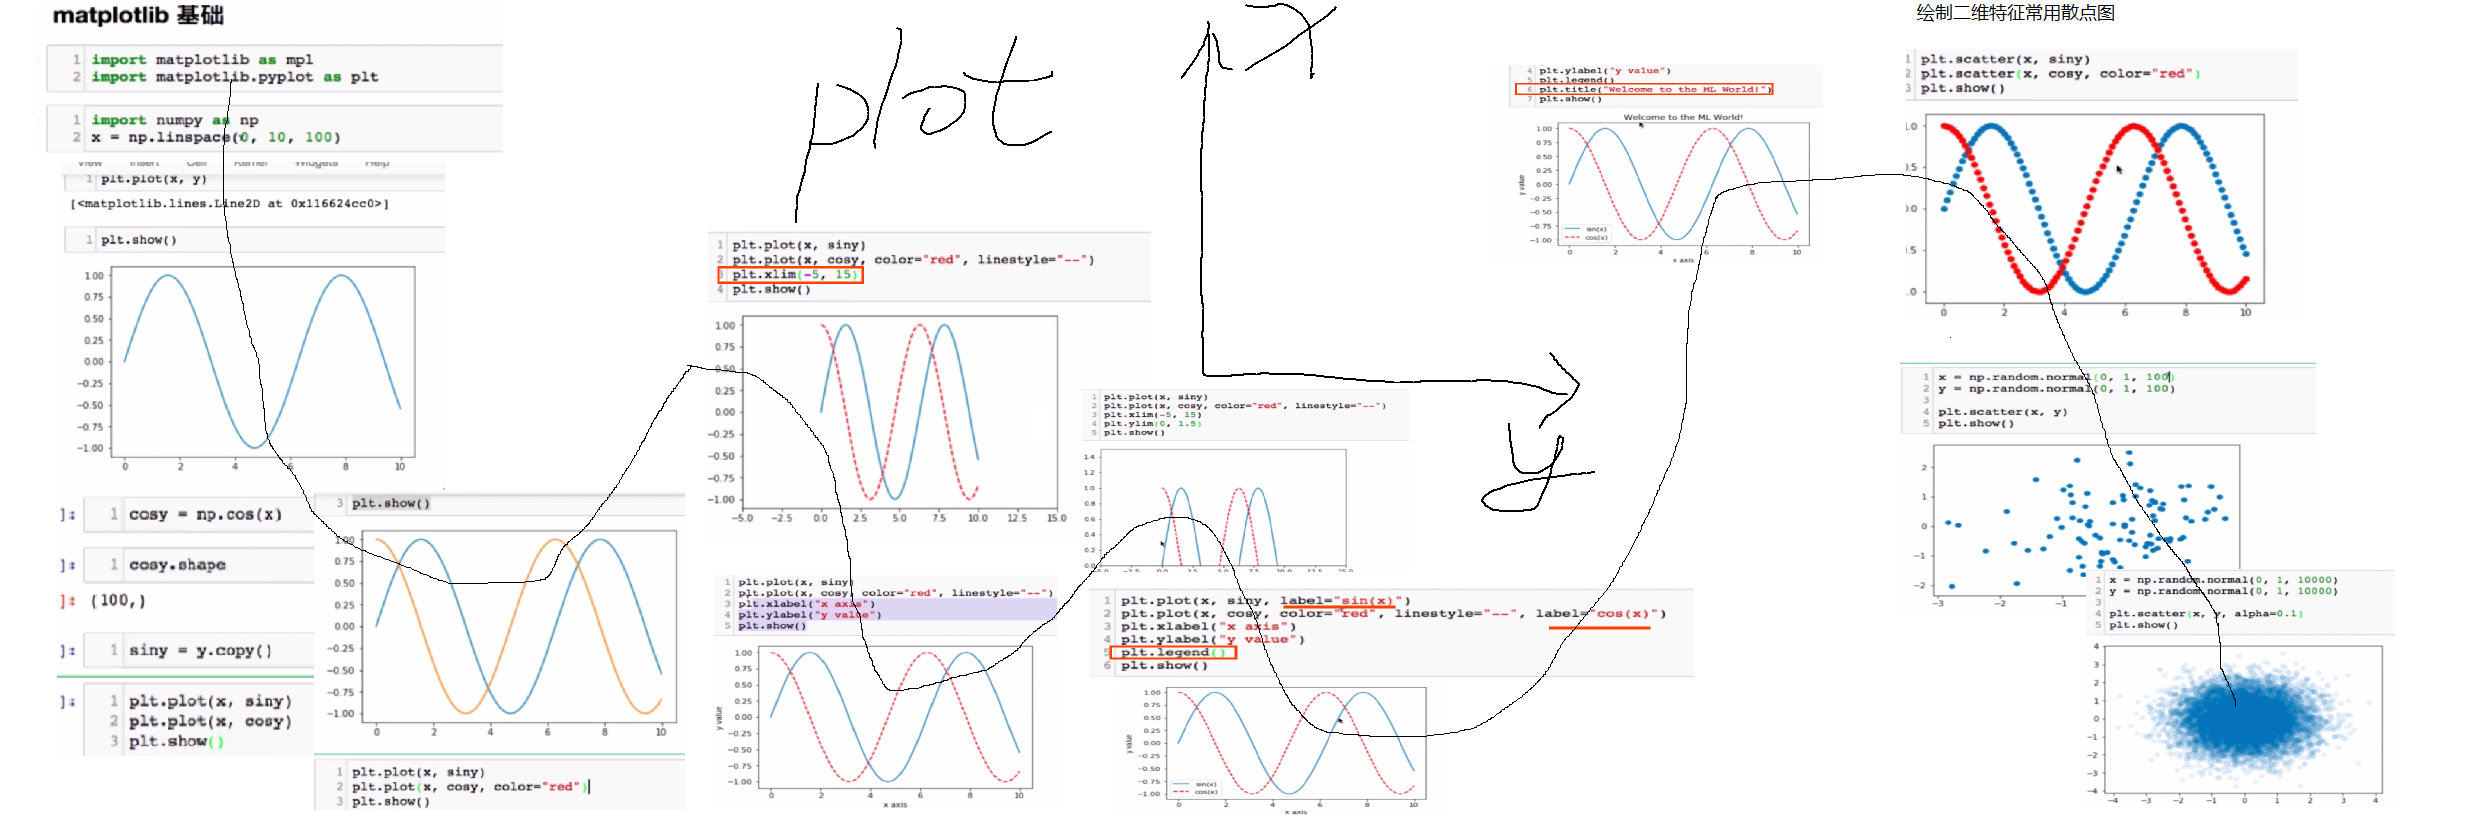 matplotlib 基础
1 import matplotlib as mpl
2 import matplotlib.pyplot as plt
1 import numpy as np
2 x = np.linspace(0, 10, 100)
View Insert Cell Kernel Widgets Help
1 plt.plot(x, y)
[<matplotlib.lines.Line2D at 0x116624cc0>]
1 plt.show()
1.00
0.75
0.50
0.25
0.00
−0.25
−0.50
−0.75
−1.00
0 2 4 6 8 10
]: 1 cosy = np.cos(x)
]: 1 cosy.shape
]: (100,)
]: 1 siny = y.copy()
]: 1 plt.plot(x, siny)
2 plt.plot(x, cosy)
3 plt.show()
3 plt.show()
1.00
0.75
0.50
0.25
0.00
−0.25
−0.50
−0.75
−1.00
0 2 4 6 8 10
1 plt.plot(x, siny)
2 plt.plot(x, cosy, color="red")
3 plt.show()
plot
1 plt.plot(x, siny)
2 plt.plot(x, cosy, color="red", linestyle="--")
3 plt.xlim(-5, 15)
4 plt.show()
1.00
0.75
0.50
0.25
0.00
−0.25
−0.50
−0.75
−1.00
−5.0 −2.5 0.0 2.5 5.0 7.5 10.0 12.5 15.0
1 plt.plot(x, siny)
2 plt.plot(x, cosy, color="red", linestyle="--")
3 plt.xlabel("x axis")
4 plt.ylabel("y value")
5 plt.show()
1.00
0.75
0.50
0.25
0.00
−0.25
−0.50
−0.75
−1.00
y value
0 2 4 6 8 10
x axis
y
1 plt.plot(x, siny)
2 plt.plot(x, cosy, color="red", linestyle="--")
3 plt.xlim(-5, 15)
4 plt.ylim(0, 1.5)
5 plt.show()
1.4
1.2
1.0
0.8
0.6
0.4
0.2
0.0
−5.0 −2.5 0.0 2.5 5.0 7.5 10.0 12.5 15.0
1 plt.plot(x, siny, label="sin(x)")
2 plt.plot(x, cosy, color="red", linestyle="--", label="cos(x)")
3 plt.xlabel("x axis")
4 plt.ylabel("y value")
5 plt.legend()
6 plt.show()
1.00
0.75
0.50
0.25
0.00
−0.25
−0.50
−0.75
−1.00
y value
sin(x)
cos(x)
0 2 4 6 8 10
x axis
4 plt.ylabel("y value")
5 plt.legend()
6 plt.title("Welcome to the ML World!")
7 plt.show()
Welcome to the ML World!
1.00
0.75
0.50
0.25
0.00
−0.25
−0.50
−0.75
−1.00
y value
sin(x)
cos(x)
0 2 4 6 8 10
x axis
绘制二维特征常用散点图
1 plt.scatter(x, siny)
2 plt.scatter(x, cosy, color="red")
3 plt.show()
1.0
0.5
0.0
0.5
1.0
0 2 4 6 8 10
1 x = np.random.normal(0, 1, 100)
2 y = np.random.normal(0, 1, 100)
3
4 plt.scatter(x, y)
5 plt.show()
2
1
0
−1
−2
−3 −2 −1
1 x = np.random.normal(0, 1, 10000)
2 y = np.random.normal(0, 1, 10000)
3
4 plt.scatter(x, y, alpha=0.1)
5 plt.show()
4
3
2
1
0
−1
−2
−3
−4
−4 −3 −2 −1 0 1 2 3 4